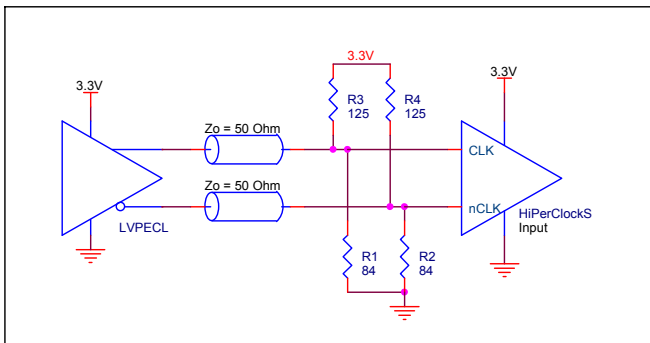 3.3V
3.3V
3.3V
R3
125
R4
125
Zo = 50 Ohm
CLK
Zo = 50 Ohm
nCLK
HiPerClockS
Input
LVPECL
R1
84
R2
84